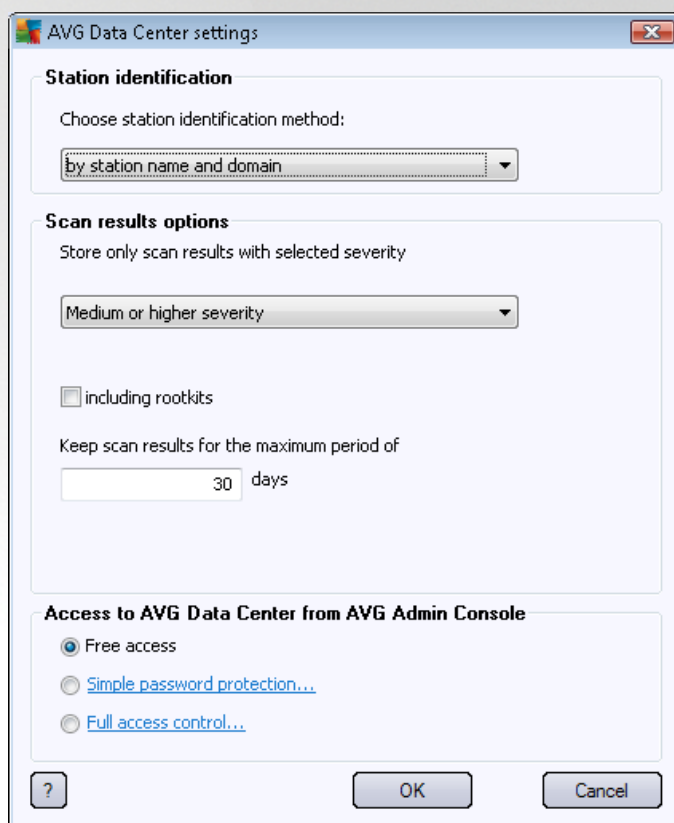 AVG Data Center settings
Station identification
Choose station identification method:
by station name and domain
Scan results options
Store only scan results with selected severity
Medium or higher severity
including rootkits
Keep scan results for the maximum period of
30 days
Access to AVG Data Center from AVG Admin Console
Free access
Simple password protection...
Full access control...
? OK Cancel